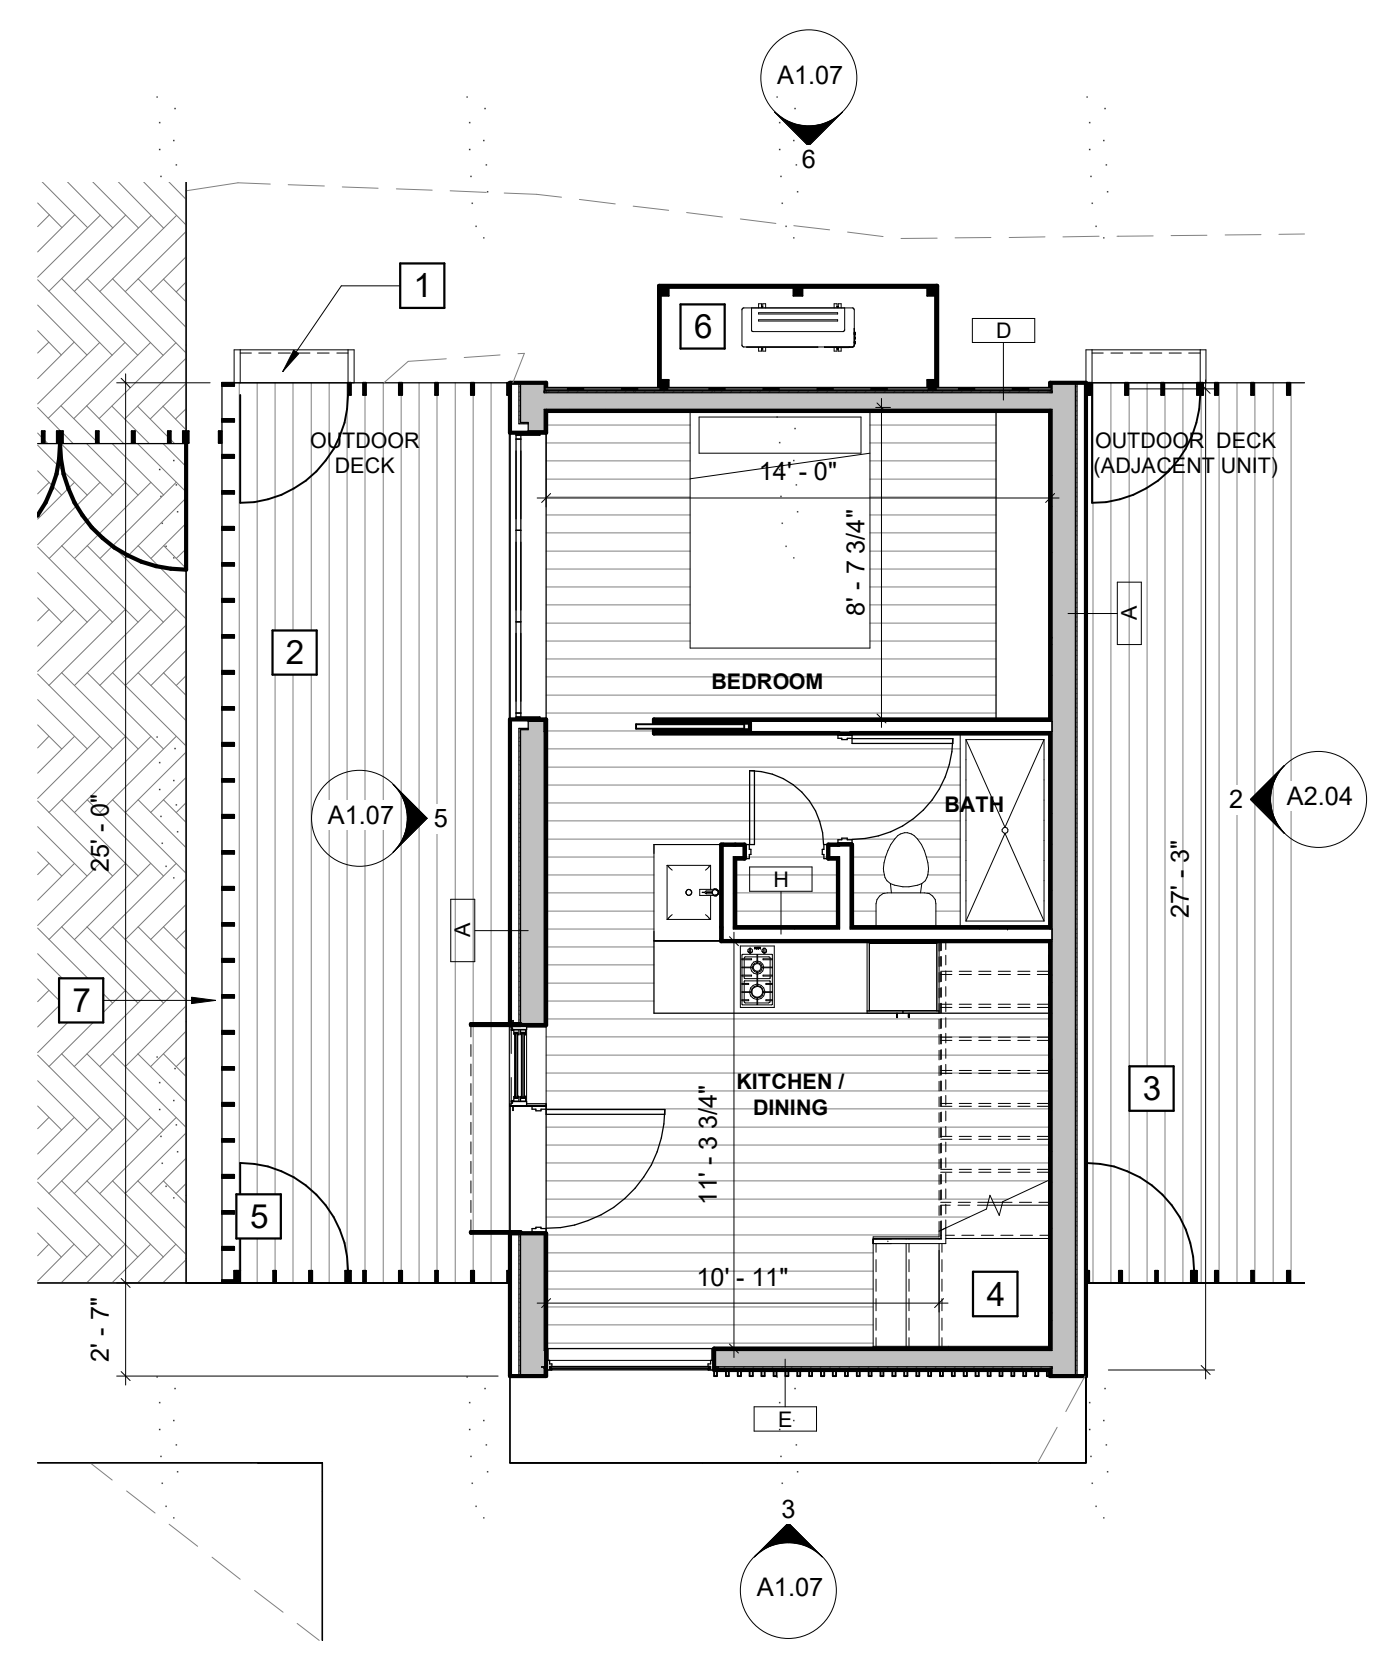 A1.07
6
1
6
D
OUTDOOR
DECK
OUTDOOR DECK
(ADJACENT UNIT)
14' - 0"
8' - 7 3/4"
A
2
BEDROOM
A1.07
5
25' - 0"
BATH
2
A2.04
H
27' - 3"
A
7
KITCHEN /
DINING
11' - 3 3/4"
3
5
10' - 11"
4
2' - 7"
E
3
A1.07